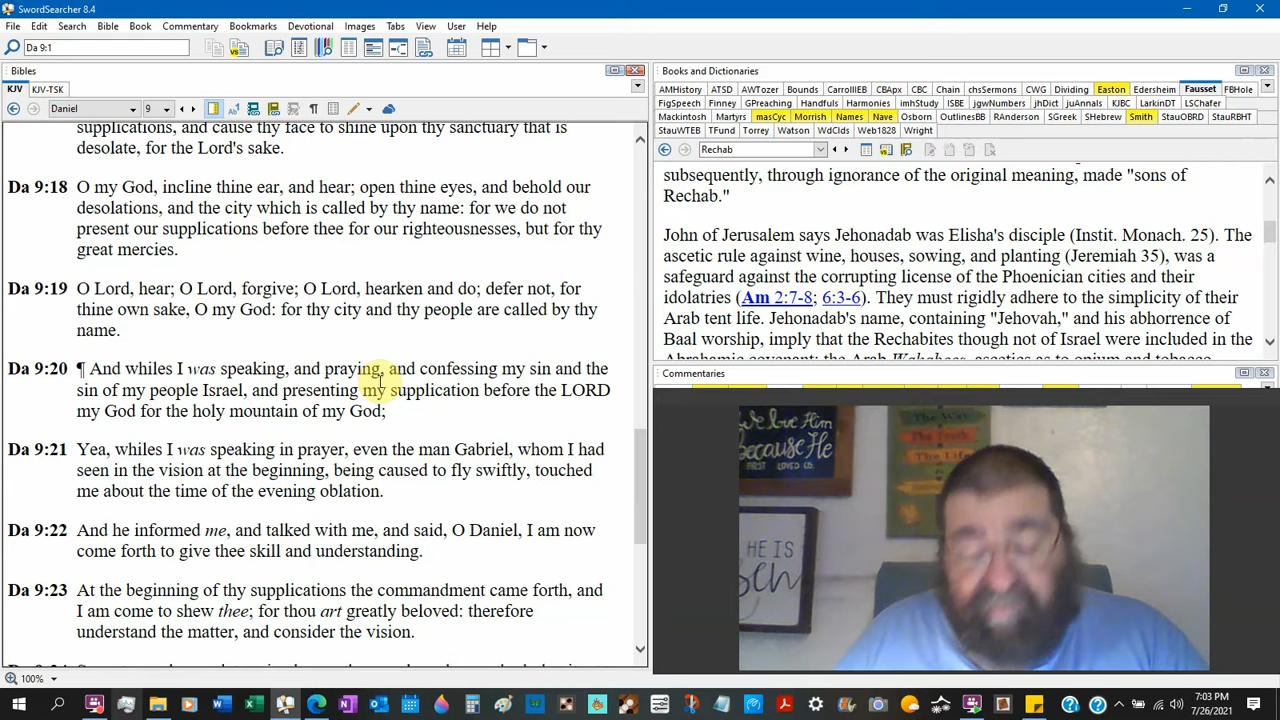 SwordSearcher 8.4
File Edit Search Bible Book Commentary Bookmarks Devotional Images Tabs View User Help
Da 9:1
Bibles
KJV KJV-TSK
Daniel 9
supplications, and cause thy face to shine upon thy sanctuary that is
desolate, for the Lord's sake.
Da 9:18 O my God, incline thine ear, and hear; open thine eyes, and behold our
desolations, and the city which is called by thy name: for we do not
present our supplications before thee for our righteousnesses, but for thy
great mercies.
Da 9:19 O Lord, hear; O Lord, forgive; O Lord, hearken and do; defer not, for
thine own sake, O my God: for thy city and thy people are called by thy
name.
Da 9:20 ¶ And whiles I was speaking, and praying, and confessing my sin and the
sin of my people Israel, and presenting my supplication before the LORD
my God for the holy mountain of my God;
Da 9:21 Yea, whiles I was speaking in prayer, even the man Gabriel, whom I had
seen in the vision at the beginning, being caused to fly swiftly, touched
me about the time of the evening oblation.
Da 9:22 And he informed me, and talked with me, and said, O Daniel, I am now
come forth to give thee skill and understanding.
Da 9:23 At the beginning of thy supplications the commandment came forth, and
I am come to shew thee; for thou art greatly beloved: therefore
understand the matter, and consider the vision.
100%
Books and Dictionaries
AMHistory ATSD AWTozer Bounds CarrollEB CBApx Chain chsSermons CWG Dividing Easton Edersheim Fausset FBHole
FigSpeech Finney GPreaching Handfuls Harmonies imhStudy ISBE jgwNumbers jhDict juAnnals KJBC LarkinDT LSChafer
Mackintosh Martyrs masCyc Morrish Names Nave Osborn OutlinesBB RAnderson SGreek SHebrew Smith StauOBRD StauRBHT
StauWTEB TFund Torrey Watson WdClds Web1828 Wright
Rechab
subsequently, through ignorance of the original meaning, made "sons of
Rechab."
John of Jerusalem says Jehonadab was Elisha's disciple (Instit. Monach. 25). The
ascetic rule against wine, houses, sowing, and planting (Jeremiah 35), was a
safeguard against the corrupting license of the Phoenician cities and their
idolatries (Am 2:7-8; 6:3-6). They must rigidly adhere to the simplicity of their
Arab tent life. Jehonadab's name, containing "Jehovah," and his abhorrence of
Baal worship, imply that the Rechabites though not of Israel were included in the
Abrahamic covenant; the Arab Wahabees, ascetics as to opium and tobacco
Commentaries
we love Him
because He
FIRST LOVED US.
The Way
The Truth
The Life
HE IS
7:03 PM
7/26/2021